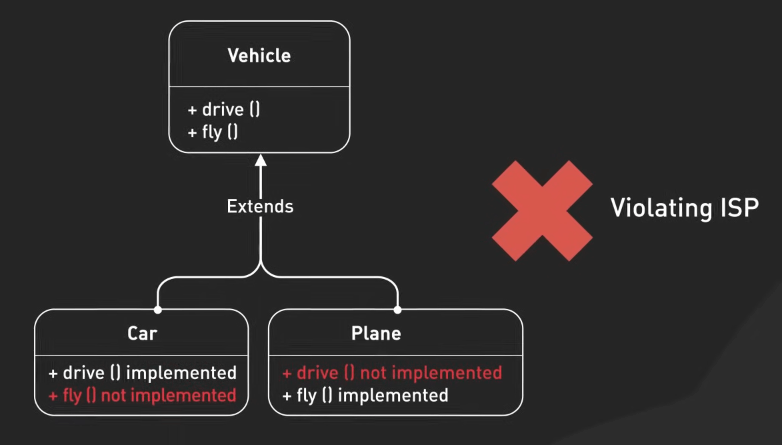 Vehicle
+ drive ()
+ fly ()
Extends
Violating ISP
Car
+ drive () implemented
+ fly () not implemented
Plane
+ drive () not implemented
+ fly () implemented